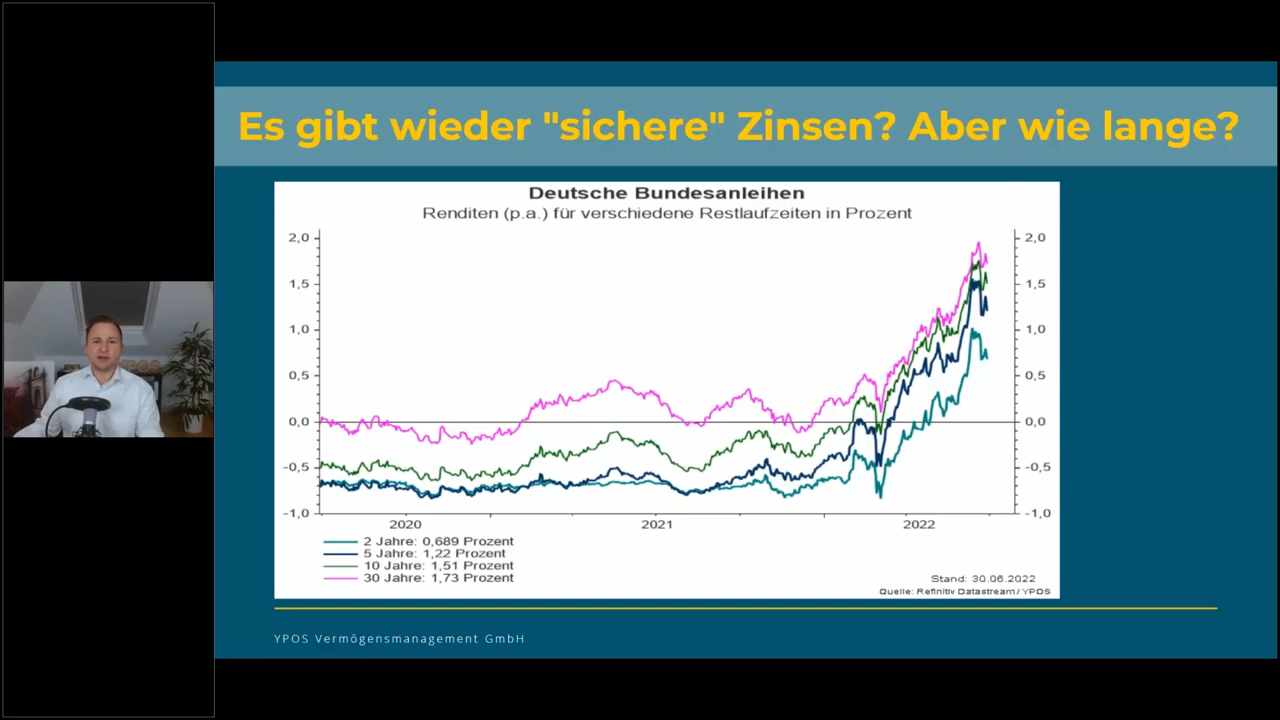 Es gibt wieder "sichere" Zinsen? Aber wie lange?
Deutsche Bundesanleihen
Renditen (p.a.) für verschiedene Restlaufzeiten in Prozent
2,0 2,0
1,5 1,5
1,0 1,0
0,5 0,5
0,0 0,0
-0,5 -0,5
-1,0 -1,0
2020 2021 2022
2 Jahre: 0,689 Prozent
5 Jahre: 1,22 Prozent
10 Jahre: 1,51 Prozent
30 Jahre: 1,73 Prozent
Stand: 30.06.2022
Quelle: Refinitiv Datastream / YPOS
YPOS Vermögensmanagement GmbH
YPOS